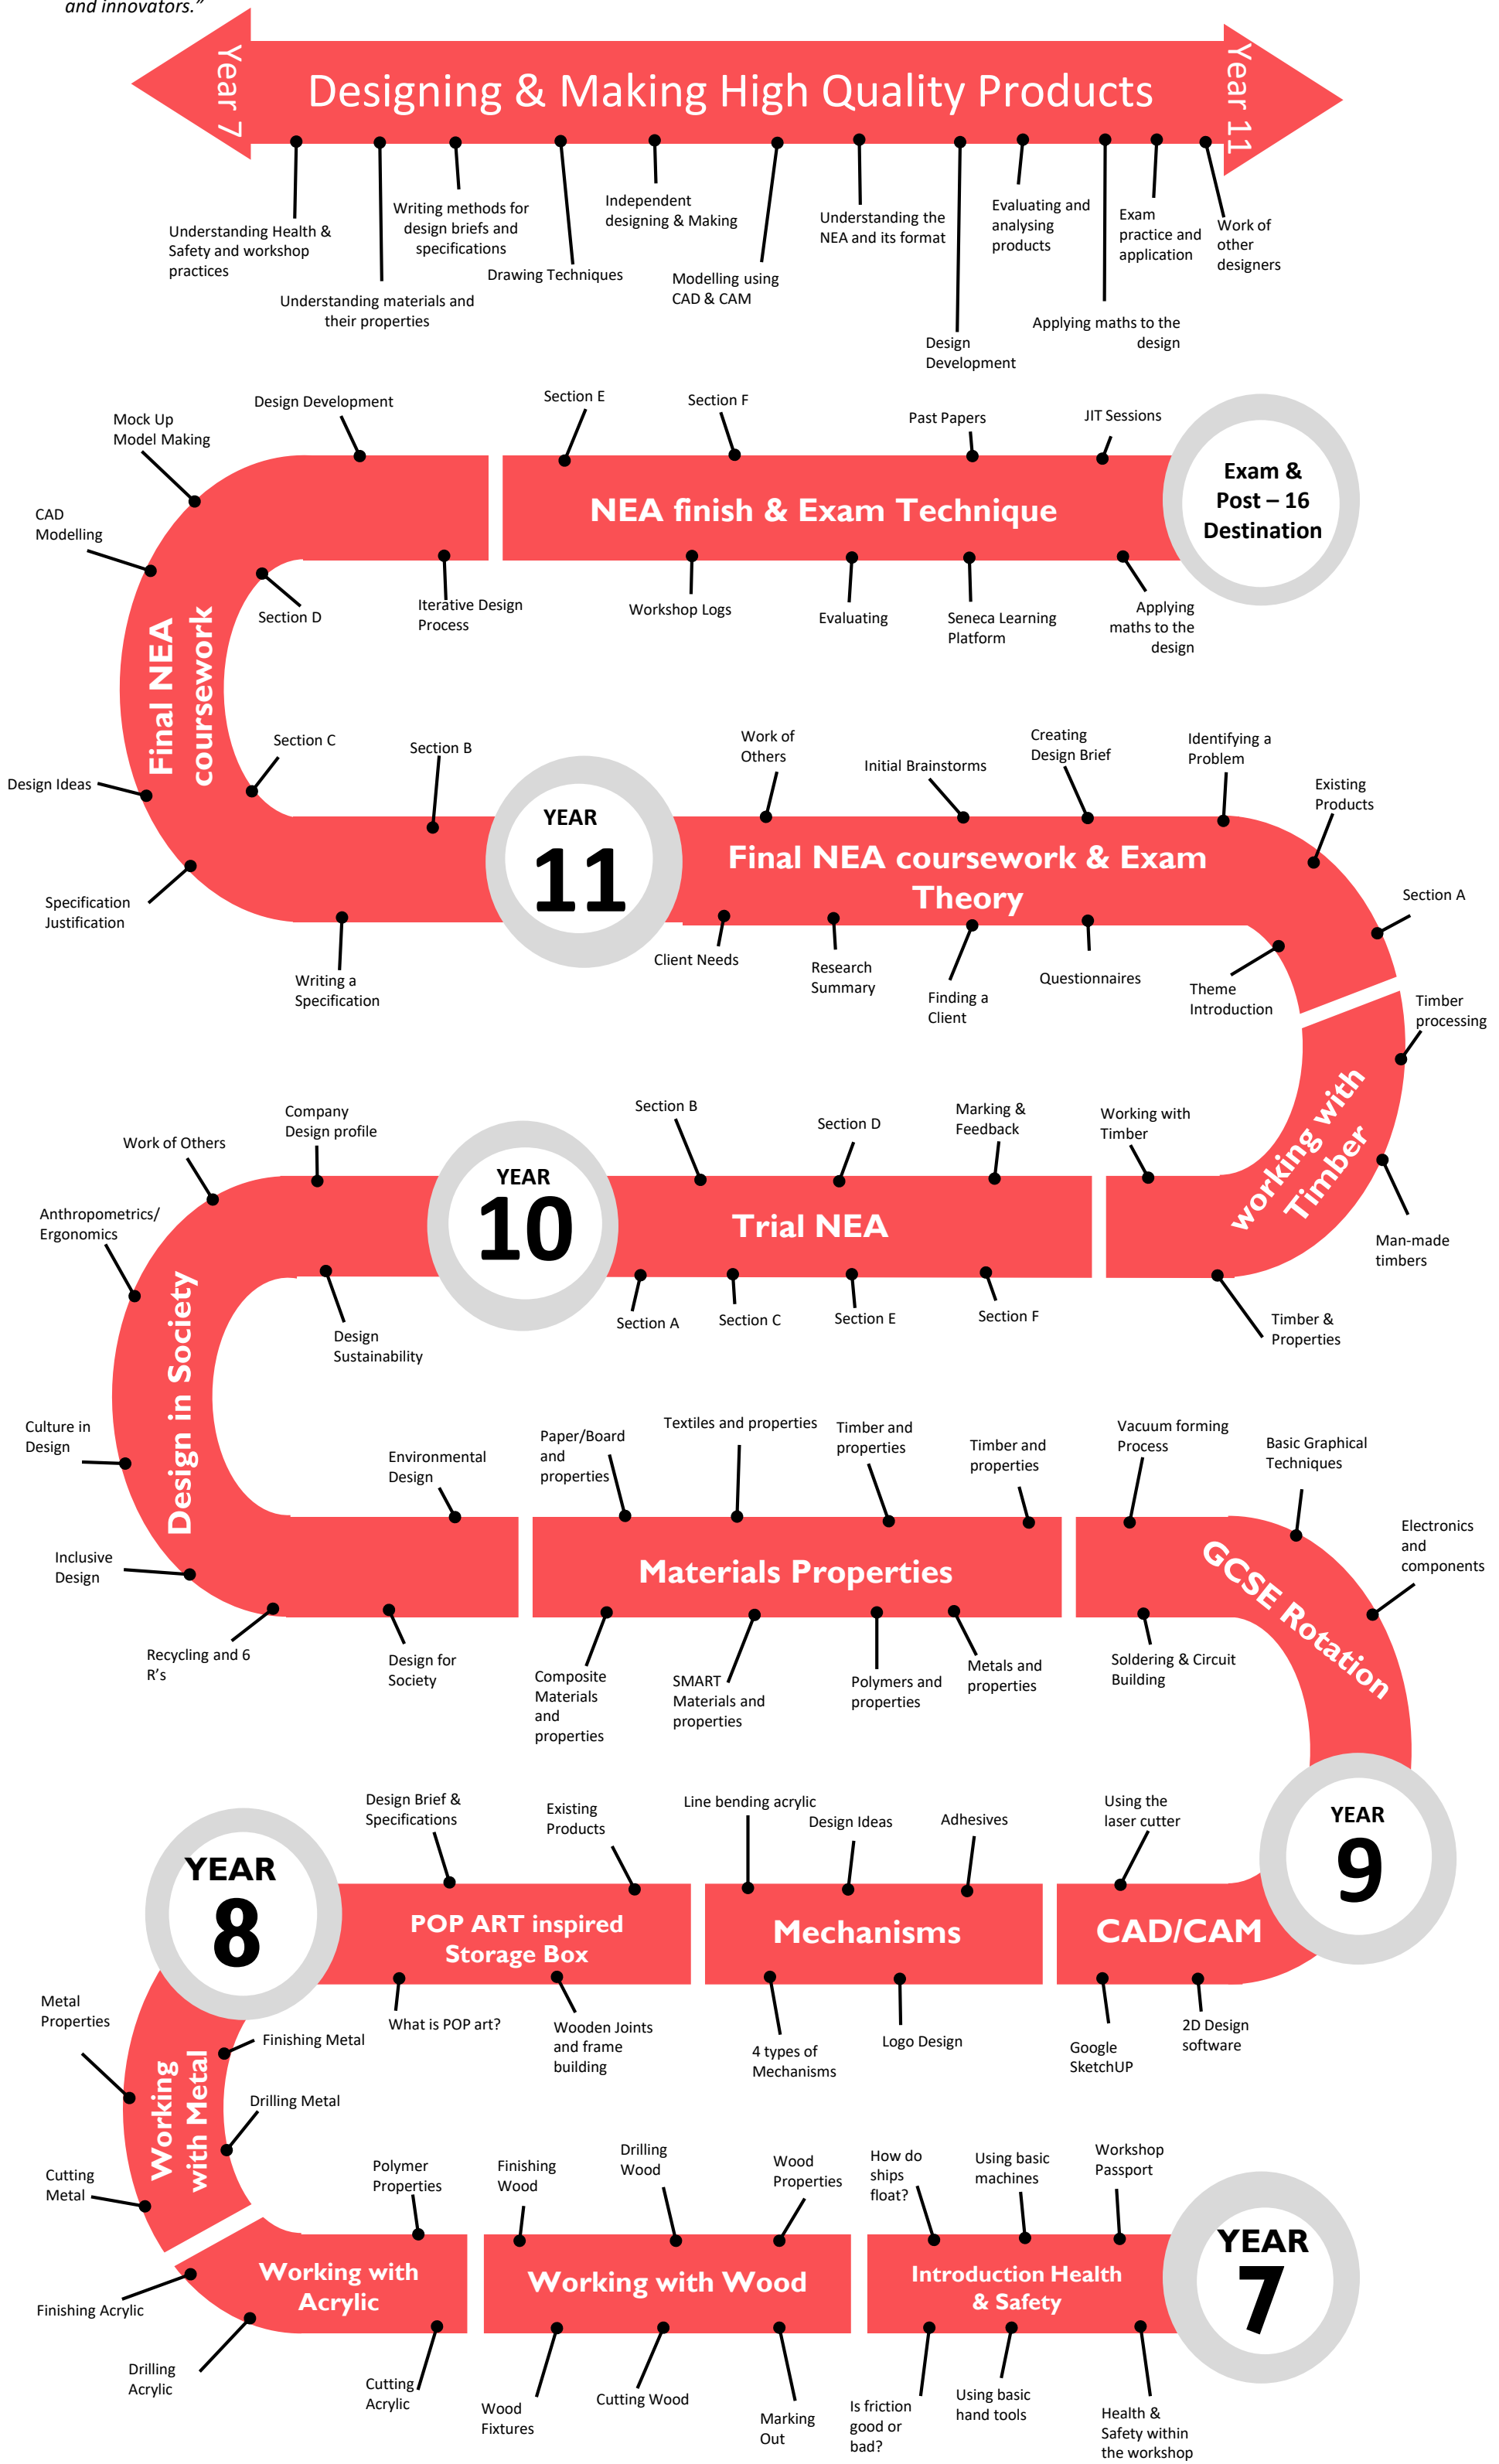 and innovators.”
Year 7
Designing & Making High Quality Products
Year 11
Understanding Health &
Safety and workshop
practices
Understanding materials and
their properties
Writing methods for
design briefs and
specifications
Drawing Techniques
Independent
designing & Making
Modelling using
CAD & CAM
Understanding the
NEA and its format
Design
Development
Evaluating and
analysing
products
Applying maths to the
design
Exam
practice and
application
Work of
other
designers
Mock Up
Model Making
Design Development
Section E
Section F
Past Papers
JIT Sessions
CAD
Modelling
NEA finish & Exam Technique
Exam &
Post – 16
Destination
Section D
Iterative Design
Process
Workshop Logs
Evaluating
Seneca Learning
Platform
Applying
maths to the
design
Final NEA
coursework
Design Ideas
Section C
Section B
Specification
Justification
Writing a
Specification
YEAR
11
Work of
Others
Initial Brainstorms
Creating
Design Brief
Identifying a
Problem
Existing
Products
Section A
Final NEA coursework & Exam
Theory
Client Needs
Research
Summary
Finding a
Client
Questionnaires
Theme
Introduction
Timber
processing
working with
Timber
Man-made
timbers
Timber &
Properties
Working with
Timber
Company
Design profile
Work of Others
Anthropometrics/
Ergonomics
YEAR
10
Section B
Section D
Marking &
Feedback
Trial NEA
Section A
Section C
Section E
Section F
Design
Sustainability
Design in Society
Culture in
Design
Inclusive
Design
Recycling and 6
R’s
Environmental
Design
Design for
Society
Paper/Board
and
properties
Textiles and properties
Timber and
properties
Timber and
properties
Materials Properties
Composite
Materials
and
properties
SMART
Materials and
properties
Polymers and
properties
Metals and
properties
Vacuum forming
Process
Basic Graphical
Techniques
Electronics
and
components
GCSE Rotation
Soldering & Circuit
Building
YEAR
9
YEAR
8
Design Brief &
Specifications
Existing
Products
Line bending acrylic
Design Ideas
Adhesives
Using the
laser cutter
POP ART inspired
Storage Box
Mechanisms
CAD/CAM
What is POP art?
Wooden Joints
and frame
building
4 types of
Mechanisms
Logo Design
Google
SketchUP
2D Design
software
Metal
Properties
Finishing Metal
Drilling Metal
Working
with Metal
Cutting
Metal
Polymer
Properties
Finishing
Wood
Drilling
Wood
Wood
Properties
How do
ships
float?
Using basic
machines
Workshop
Passport
Working with
Acrylic
Working with Wood
Introduction Health
& Safety
YEAR
7
Finishing Acrylic
Drilling
Acrylic
Cutting
Acrylic
Wood
Fixtures
Cutting Wood
Marking
Out
Is friction
good or
bad?
Using basic
hand tools
Health &
Safety within
the workshop